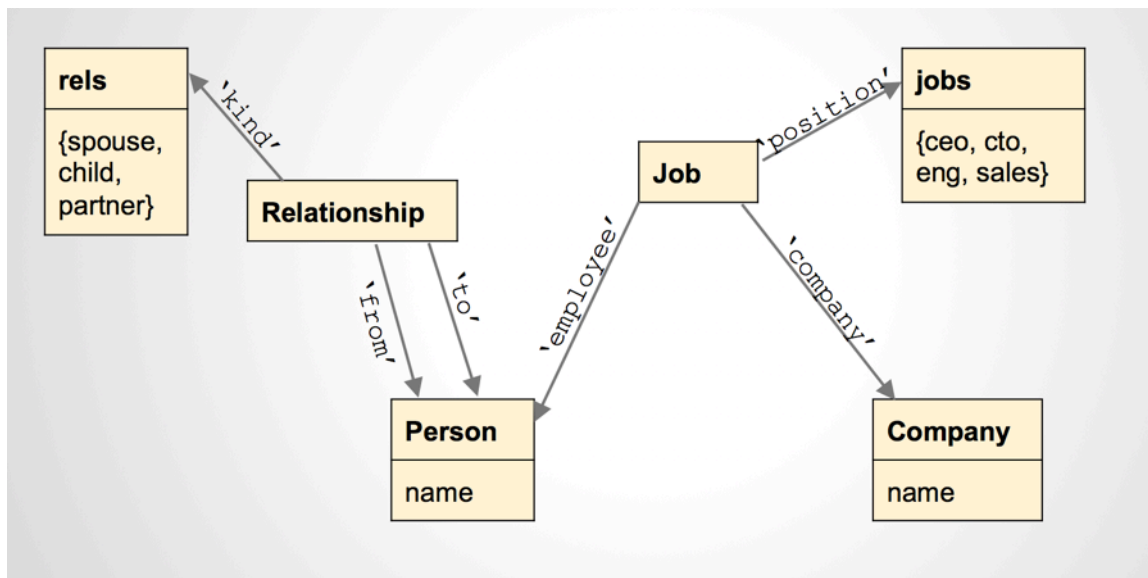 rels
{spouse,
child,
partner}
‘kind’
Relationship
‘from’
‘to’
Person
name
Job
‘employee’
‘position’
‘company’
jobs
{ceo, cto,
eng, sales}
Company
name